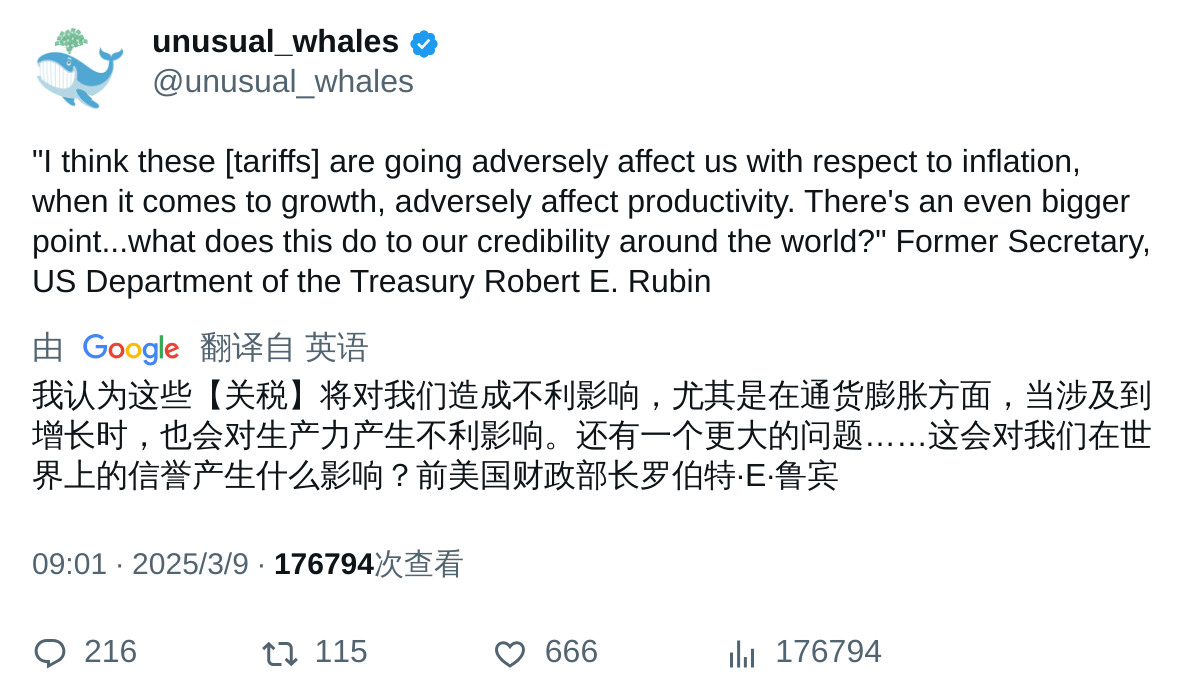 unusual_whales
@unusual_whales
"I think these [tariffs] are going adversely affect us with respect to inflation,
when it comes to growth, adversely affect productivity. There's an even bigger
point...what does this do to our credibility around the world?" Former Secretary,
US Department of the Treasury Robert E. Rubin
由 Google 翻译自 英语
我认为这些【关税】将对我们造成不利影响，尤其是在通货膨胀方面，当涉及到
增长时，也会对生产力产生不利影响。还有一个更大的问题……这会对我们在世
界上的信誉产生什么影响？前美国财政部长罗伯特·E·鲁宾
09:01 · 2025/3/9 · 176794次查看
216 115 666 176794